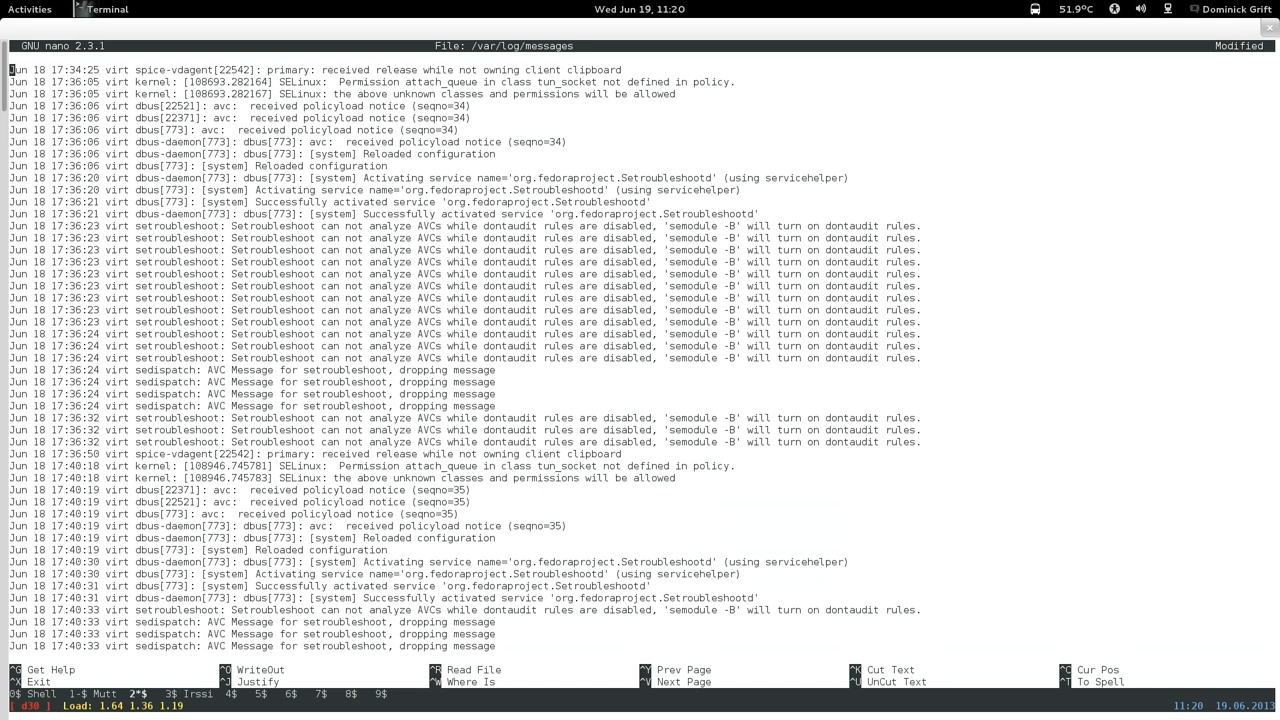 Activities Terminal Wed Jun 19, 11:20 51.9°C Dominick Grift
GNU nano 2.3.1 File: /var/log/messages Modified
Jun 18 17:34:25 virt spice-vdagent[22542]: primary: received release while not owning client clipboard
Jun 18 17:36:05 virt kernel: [108693.282164] SELinux:  Permission attach_queue in class tun_socket not defined in policy.
Jun 18 17:36:05 virt kernel: [108693.282167] SELinux: the above unknown classes and permissions will be allowed
Jun 18 17:36:06 virt dbus[22521]: avc:  received policyload notice (seqno=34)
Jun 18 17:36:06 virt dbus[22371]: avc:  received policyload notice (seqno=34)
Jun 18 17:36:06 virt dbus[773]: avc:  received policyload notice (seqno=34)
Jun 18 17:36:06 virt dbus-daemon[773]: dbus[773]: avc:  received policyload notice (seqno=34)
Jun 18 17:36:06 virt dbus-daemon[773]: dbus[773]: [system] Reloaded configuration
Jun 18 17:36:06 virt dbus[773]: [system] Reloaded configuration
Jun 18 17:36:20 virt dbus-daemon[773]: dbus[773]: [system] Activating service name='org.fedoraproject.Setroubleshootd' (using servicehelper)
Jun 18 17:36:20 virt dbus[773]: [system] Activating service name='org.fedoraproject.Setroubleshootd' (using servicehelper)
Jun 18 17:36:21 virt dbus[773]: [system] Successfully activated service 'org.fedoraproject.Setroubleshootd'
Jun 18 17:36:21 virt dbus-daemon[773]: dbus[773]: [system] Successfully activated service 'org.fedoraproject.Setroubleshootd'
Jun 18 17:36:23 virt setroubleshoot: Setroubleshoot can not analyze AVCs while dontaudit rules are disabled, 'semodule -B' will turn on dontaudit rules.
Jun 18 17:36:23 virt setroubleshoot: Setroubleshoot can not analyze AVCs while dontaudit rules are disabled, 'semodule -B' will turn on dontaudit rules.
Jun 18 17:36:23 virt setroubleshoot: Setroubleshoot can not analyze AVCs while dontaudit rules are disabled, 'semodule -B' will turn on dontaudit rules.
Jun 18 17:36:23 virt setroubleshoot: Setroubleshoot can not analyze AVCs while dontaudit rules are disabled, 'semodule -B' will turn on dontaudit rules.
Jun 18 17:36:23 virt setroubleshoot: Setroubleshoot can not analyze AVCs while dontaudit rules are disabled, 'semodule -B' will turn on dontaudit rules.
Jun 18 17:36:23 virt setroubleshoot: Setroubleshoot can not analyze AVCs while dontaudit rules are disabled, 'semodule -B' will turn on dontaudit rules.
Jun 18 17:36:23 virt setroubleshoot: Setroubleshoot can not analyze AVCs while dontaudit rules are disabled, 'semodule -B' will turn on dontaudit rules.
Jun 18 17:36:23 virt setroubleshoot: Setroubleshoot can not analyze AVCs while dontaudit rules are disabled, 'semodule -B' will turn on dontaudit rules.
Jun 18 17:36:23 virt setroubleshoot: Setroubleshoot can not analyze AVCs while dontaudit rules are disabled, 'semodule -B' will turn on dontaudit rules.
Jun 18 17:36:24 virt setroubleshoot: Setroubleshoot can not analyze AVCs while dontaudit rules are disabled, 'semodule -B' will turn on dontaudit rules.
Jun 18 17:36:24 virt setroubleshoot: Setroubleshoot can not analyze AVCs while dontaudit rules are disabled, 'semodule -B' will turn on dontaudit rules.
Jun 18 17:36:24 virt setroubleshoot: Setroubleshoot can not analyze AVCs while dontaudit rules are disabled, 'semodule -B' will turn on dontaudit rules.
Jun 18 17:36:24 virt sedispatch: AVC Message for setroubleshoot, dropping message
Jun 18 17:36:24 virt sedispatch: AVC Message for setroubleshoot, dropping message
Jun 18 17:36:24 virt sedispatch: AVC Message for setroubleshoot, dropping message
Jun 18 17:36:32 virt setroubleshoot: Setroubleshoot can not analyze AVCs while dontaudit rules are disabled, 'semodule -B' will turn on dontaudit rules.
Jun 18 17:36:32 virt setroubleshoot: Setroubleshoot can not analyze AVCs while dontaudit rules are disabled, 'semodule -B' will turn on dontaudit rules.
Jun 18 17:36:32 virt setroubleshoot: Setroubleshoot can not analyze AVCs while dontaudit rules are disabled, 'semodule -B' will turn on dontaudit rules.
Jun 18 17:36:50 virt spice-vdagent[22542]: primary: received release while not owning client clipboard
Jun 18 17:40:18 virt kernel: [108946.745781] SELinux:  Permission attach_queue in class tun_socket not defined in policy.
Jun 18 17:40:18 virt kernel: [108946.745783] SELinux: the above unknown classes and permissions will be allowed
Jun 18 17:40:19 virt dbus[22371]: avc:  received policyload notice (seqno=35)
Jun 18 17:40:19 virt dbus[22521]: avc:  received policyload notice (seqno=35)
Jun 18 17:40:19 virt dbus[773]: avc:  received policyload notice (seqno=35)
Jun 18 17:40:19 virt dbus-daemon[773]: dbus[773]: avc:  received policyload notice (seqno=35)
Jun 18 17:40:19 virt dbus-daemon[773]: dbus[773]: [system] Reloaded configuration
Jun 18 17:40:19 virt dbus[773]: [system] Reloaded configuration
Jun 18 17:40:30 virt dbus-daemon[773]: dbus[773]: [system] Activating service name='org.fedoraproject.Setroubleshootd' (using servicehelper)
Jun 18 17:40:30 virt dbus[773]: [system] Activating service name='org.fedoraproject.Setroubleshootd' (using servicehelper)
Jun 18 17:40:31 virt dbus[773]: [system] Successfully activated service 'org.fedoraproject.Setroubleshootd'
Jun 18 17:40:31 virt dbus-daemon[773]: dbus[773]: [system] Successfully activated service 'org.fedoraproject.Setroubleshootd'
Jun 18 17:40:33 virt setroubleshoot: Setroubleshoot can not analyze AVCs while dontaudit rules are disabled, 'semodule -B' will turn on dontaudit rules.
Jun 18 17:40:33 virt sedispatch: AVC Message for setroubleshoot, dropping message
Jun 18 17:40:33 virt sedispatch: AVC Message for setroubleshoot, dropping message
Jun 18 17:40:33 virt sedispatch: AVC Message for setroubleshoot, dropping message
^G Get Help ^O WriteOut ^R Read File ^Y Prev Page ^K Cut Text ^C Cur Pos
^X Exit ^J Justify ^W Where Is ^V Next Page ^U UnCut Text ^T To Spell
0$ Shell 1-$ Mutt 2*$ 3$ Irssi 4$ 5$ 6$ 7$ 8$ 9$
[ d30 ] Load: 1.64 1.36 1.19 11:20 19.06.2013